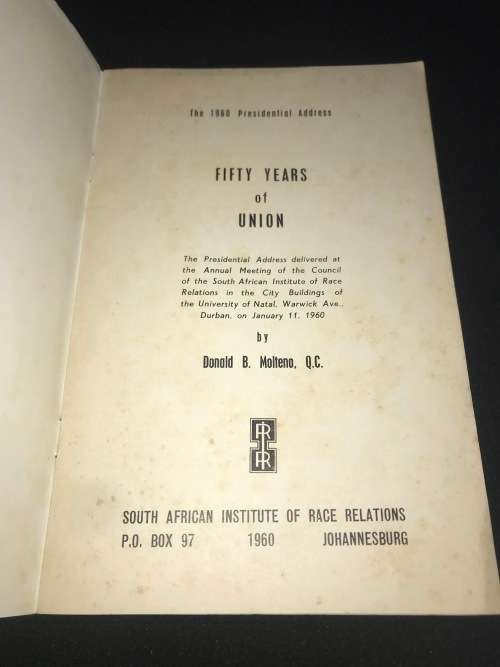 The 1960 Presidential Address
FIFTY YEARS
of
UNION
The Presidential Address delivered at
the Annual Meeting of the Council
of the South African Institute of Race
Relations in the City Buildings of
the University of Natal, Warwick Ave.,
Durban, on January 11, 1960
by
Donald B. Molteno, Q.C.
SOUTH AFRICAN INSTITUTE OF RACE RELATIONS
P.O. BOX 97 1960 JOHANNESBURG